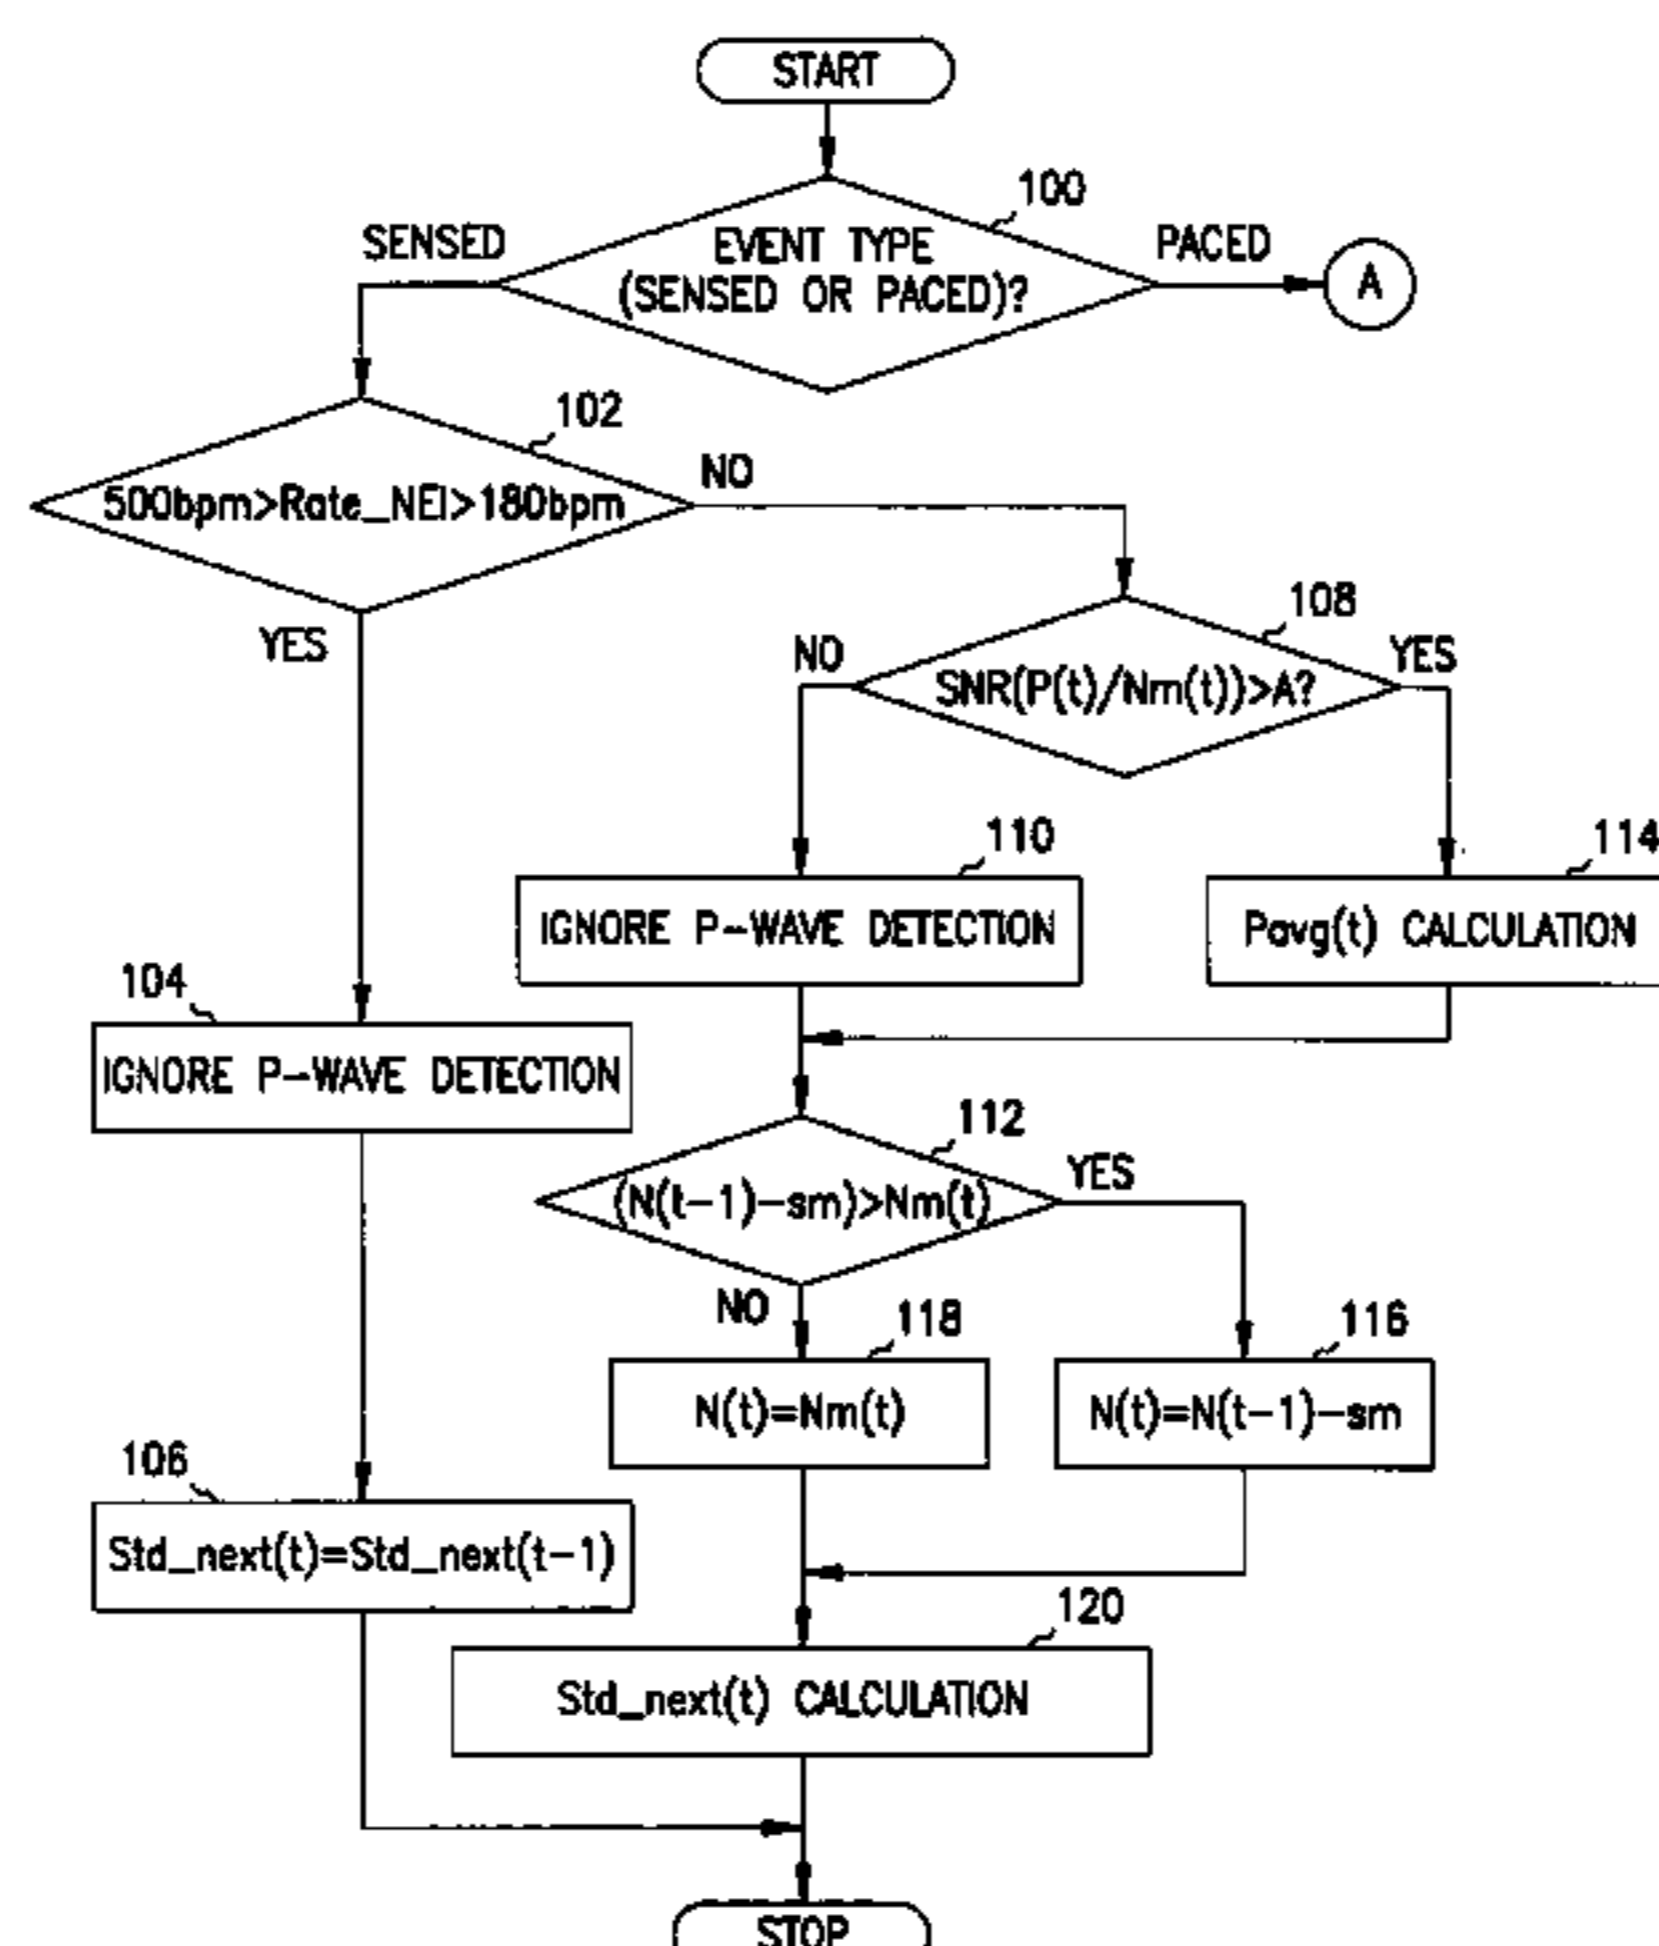 START
100
SENSED
EVENT TYPE
(SENSED OR PACED)?
PACED
A
102
500bpm>Rate_NEI>180bpm
NO
YES
108
NO
SNR(P(t)/Nm(t))>A?
YES
110
IGNORE P-WAVE DETECTION
114
Pavg(t) CALCULATION
104
IGNORE P-WAVE DETECTION
112
(N(t-1)-sm)>Nm(t)
YES
NO
118
N(t)=Nm(t)
116
N(t)=N(t-1)-sm
106
Std_next(t)=Std_next(t-1)
120
Std_next(t) CALCULATION
STOP